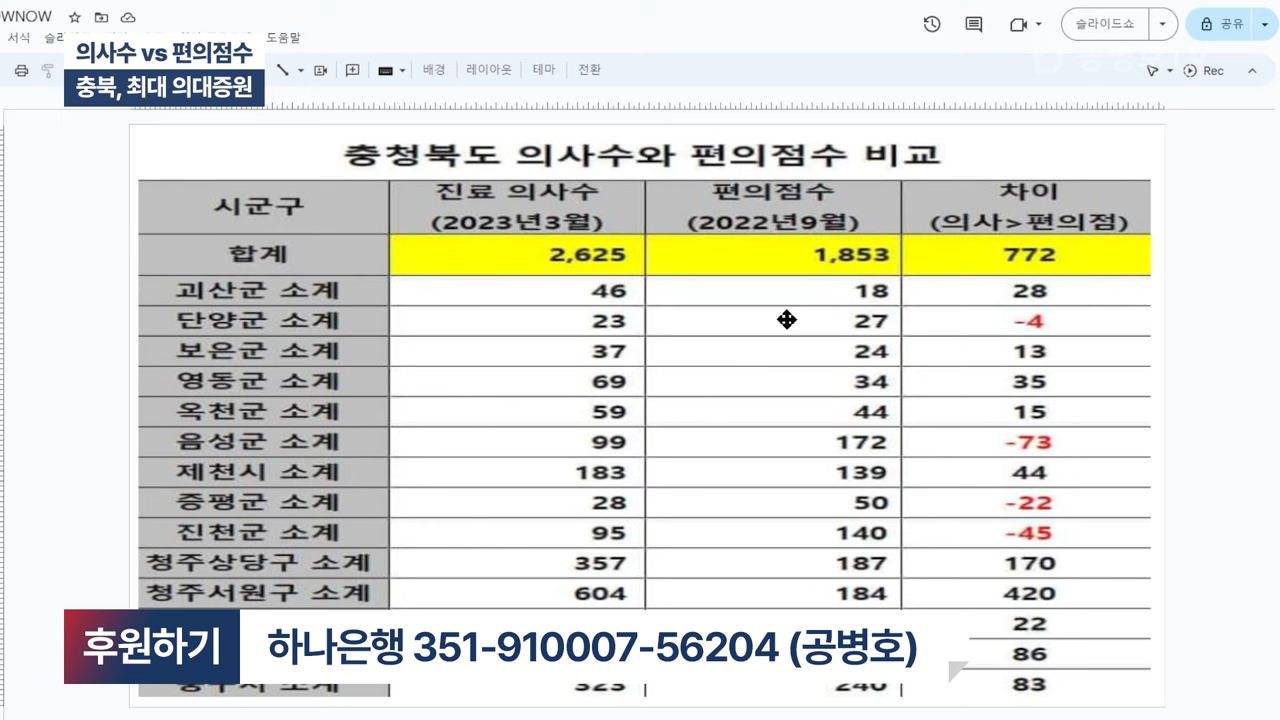 WNOW
서식
도움말
의사수 vs 편의점수
충북, 최대 의대증원
배경
레이아웃
테마
전환
슬라이드쇼
공유
Rec
충청북도 의사수와 편의점수 비교
시군구 진료 의사수 (2023년3월) 편의점수 (2022년9월) 차이 (의사>편의점)
합계 2,625 1,853 772
괴산군 소계 46 18 28
단양군 소계 23 27 -4
보은군 소계 37 24 13
영동군 소계 69 34 35
옥천군 소계 59 44 15
음성군 소계 99 172 -73
제천시 소계 183 139 44
증평군 소계 28 50 -22
진천군 소계 95 140 -45
청주상당구 소계 357 187 170
청주서원구 소계 604 184 420
22
86
충주시 소계 323 240 83
후원하기
하나은행 351-910007-56204 (공병호)